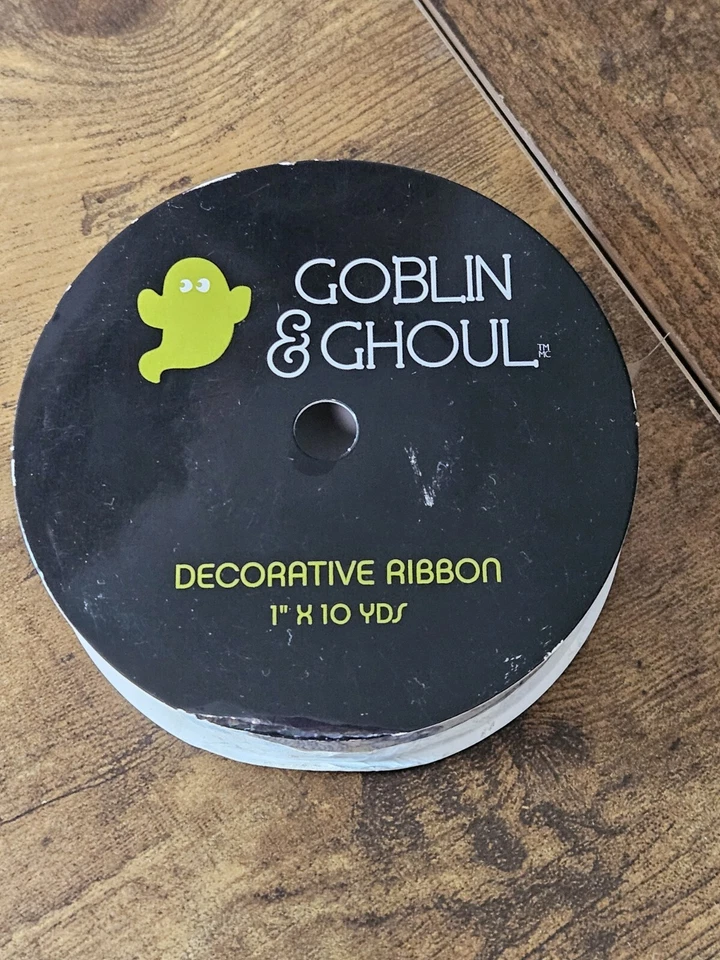 GOBLIN
& GHOUL TM MC
DECORATIVE RIBBON
1" X 10 YDS